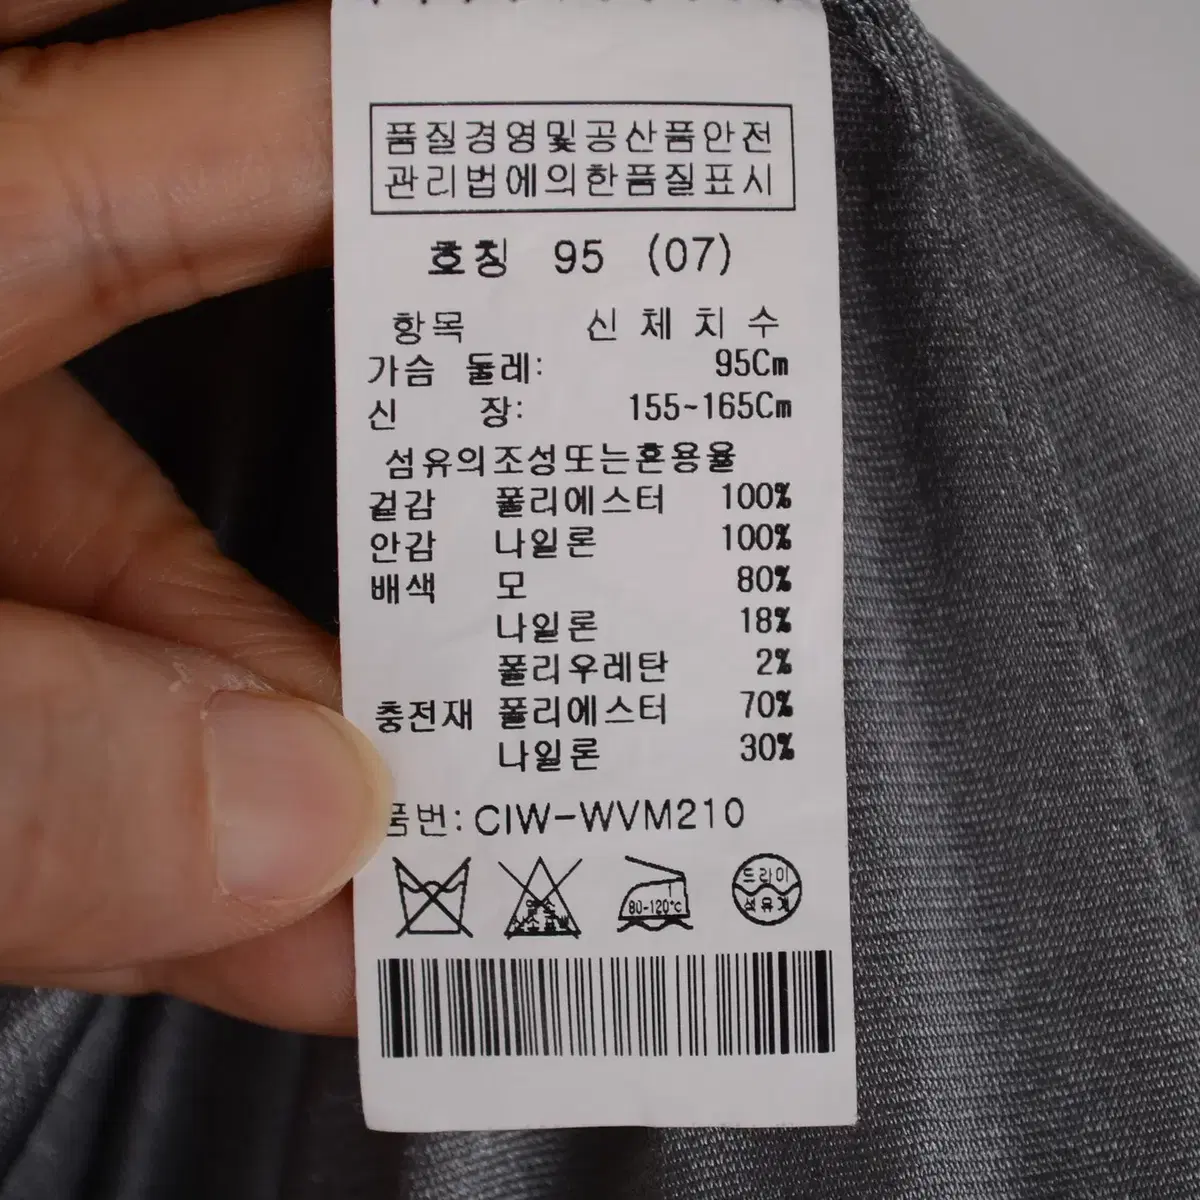 품질경영및공산품안전
관리법에의한품질표시
호칭 95 (07)
항목 신체치수
가슴 둘레: 95Cm
신 장: 155~165Cm
섬유의조성또는혼용율
겉감 폴리에스터 100%
안감 나일론 100%
배색 모 80%
나일론 18%
폴리우레탄 2%
충전재 폴리에스터 70%
나일론 30%
품번: CIW-WVM210
80-120℃
드라이
석유계